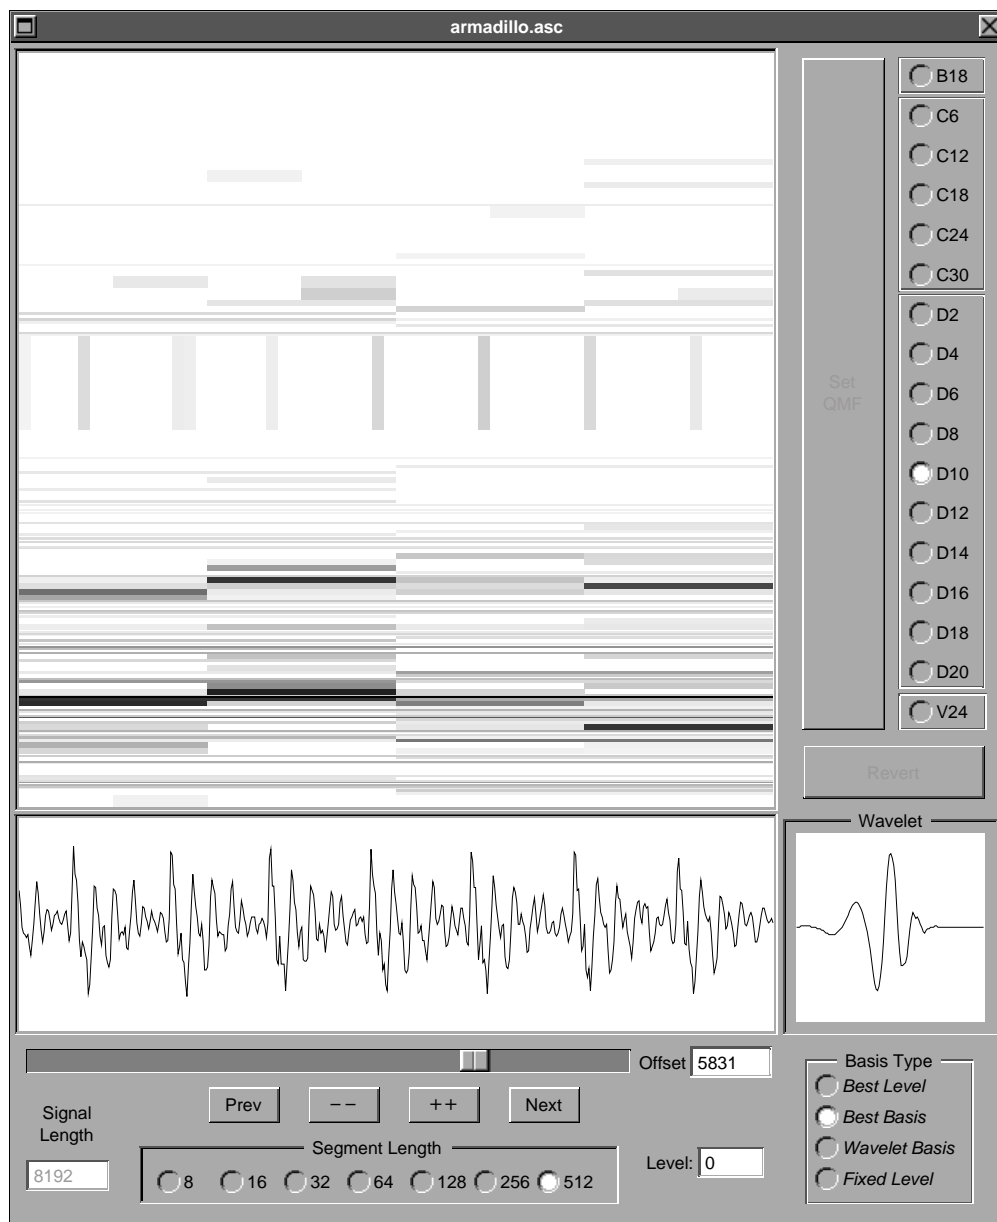 armadillo.asc
B18
C6
C12
C18
C24
C30
D2
D4
D6
D8
D10
D12
D14
D16
D18
D20
V24
Set
QMF
Revert
Wavelet
Offset 5831
Prev
--
++
Next
Signal
Length
8192
Segment Length
8 16 32 64 128 256 512
Level: 0
Basis Type
Best Level
Best Basis
Wavelet Basis
Fixed Level